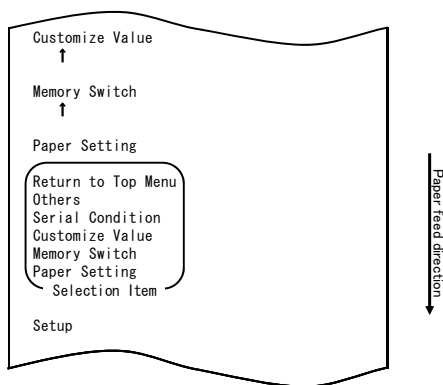 Customize Value
↑
Memory Switch
↑
Paper Setting
Return to Top Menu
Others
Serial Condition
Customize Value
Memory Switch
Paper Setting
Selection Item
Setup
Paper feed direction